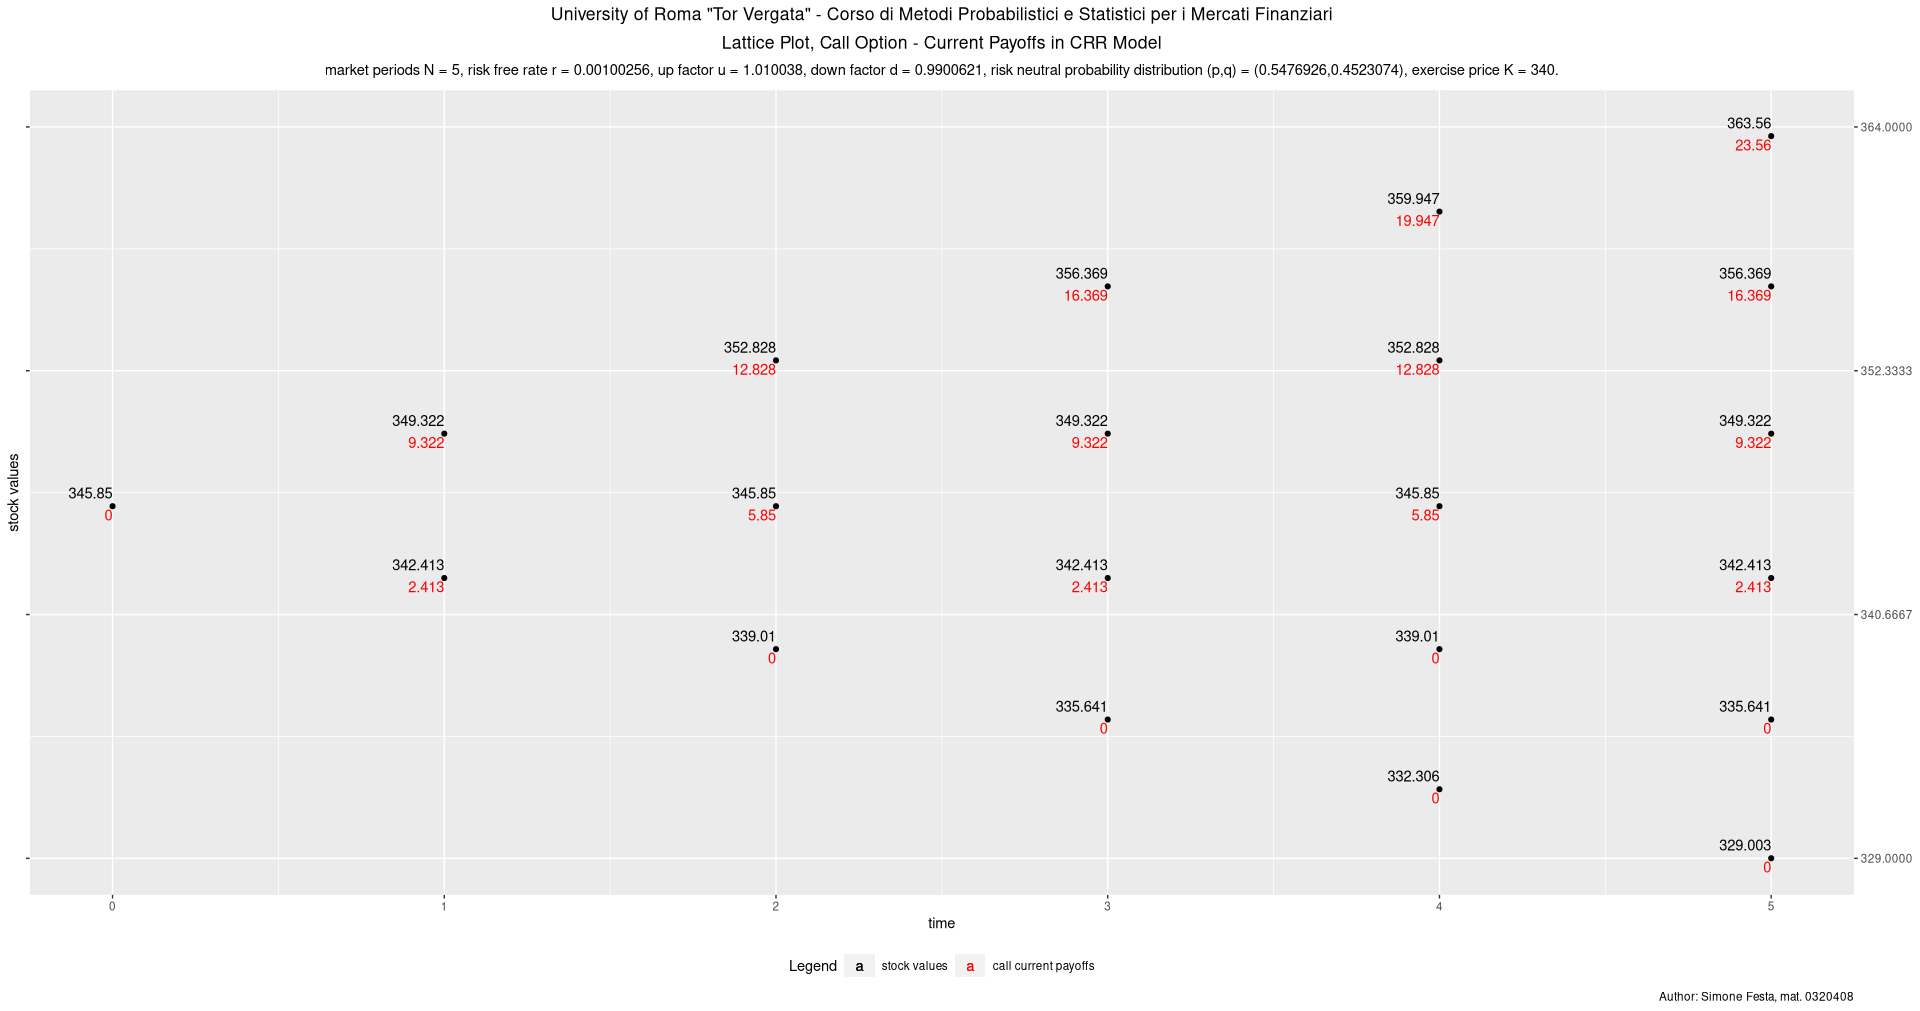 University of Roma "Tor Vergata" - Corso di Metodi Probabilistici e Statistici per i Mercati Finanziari
Lattice Plot, Call Option - Current Payoffs in CRR Model
market periods N = 5, risk free rate r = 0.00100256, up factor u = 1.010038, down factor d = 0.9900621, risk neutral probability distribution (p,q) = (0.5476926,0.4523074), exercise price K = 340.
363.56
364.0000
23.56
359.947
19.947
356.369 356.369
16.369 16.369
352.828 352.828
12.828 12.828
352.3333
349.322 349.322 349.322
9.322 9.322 9.322
stock values
345.85 345.85 345.85
0 5.85 5.85
342.413 342.413 342.413
2.413 2.413 2.413
340.6667
339.01 339.01
0 0
335.641 335.641
0 0
332.306
0
329.003
329.0000
0
0 1 2 3 4 5
time
Legend a stock values a call current payoffs
Author: Simone Festa, mat. 0320408